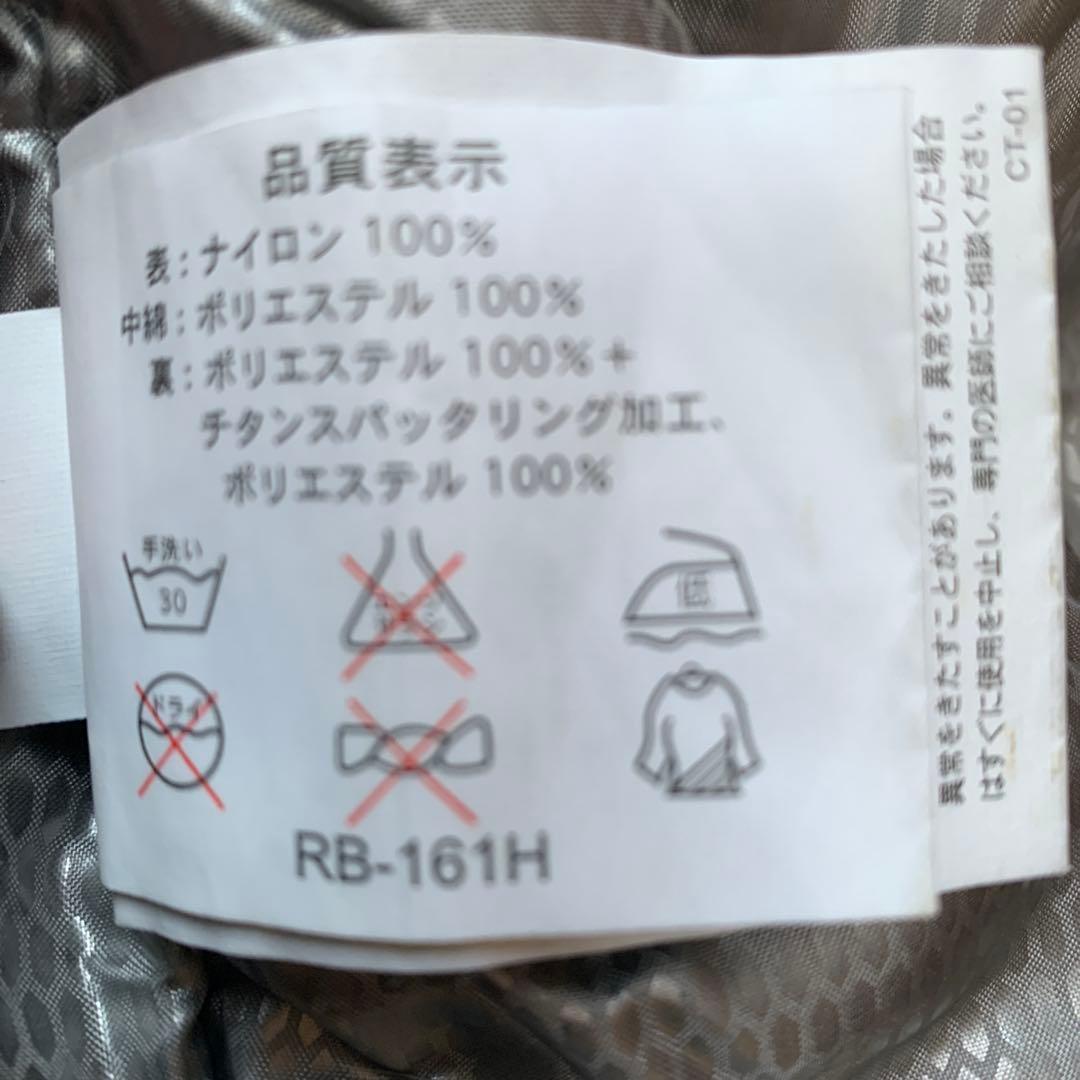 品質表示
表:ナイロン 100%
中綿:ポリエステル 100%
裏:ポリエステル 100%+
チタンスパッタリング加工、
ポリエステル 100%
手洗い
30
低
ドライ
RB-161H
異常をきたすことがあります。異常をきたした場合
はすぐに使用を中止し、専門の医師にご相談ください。
CT-01